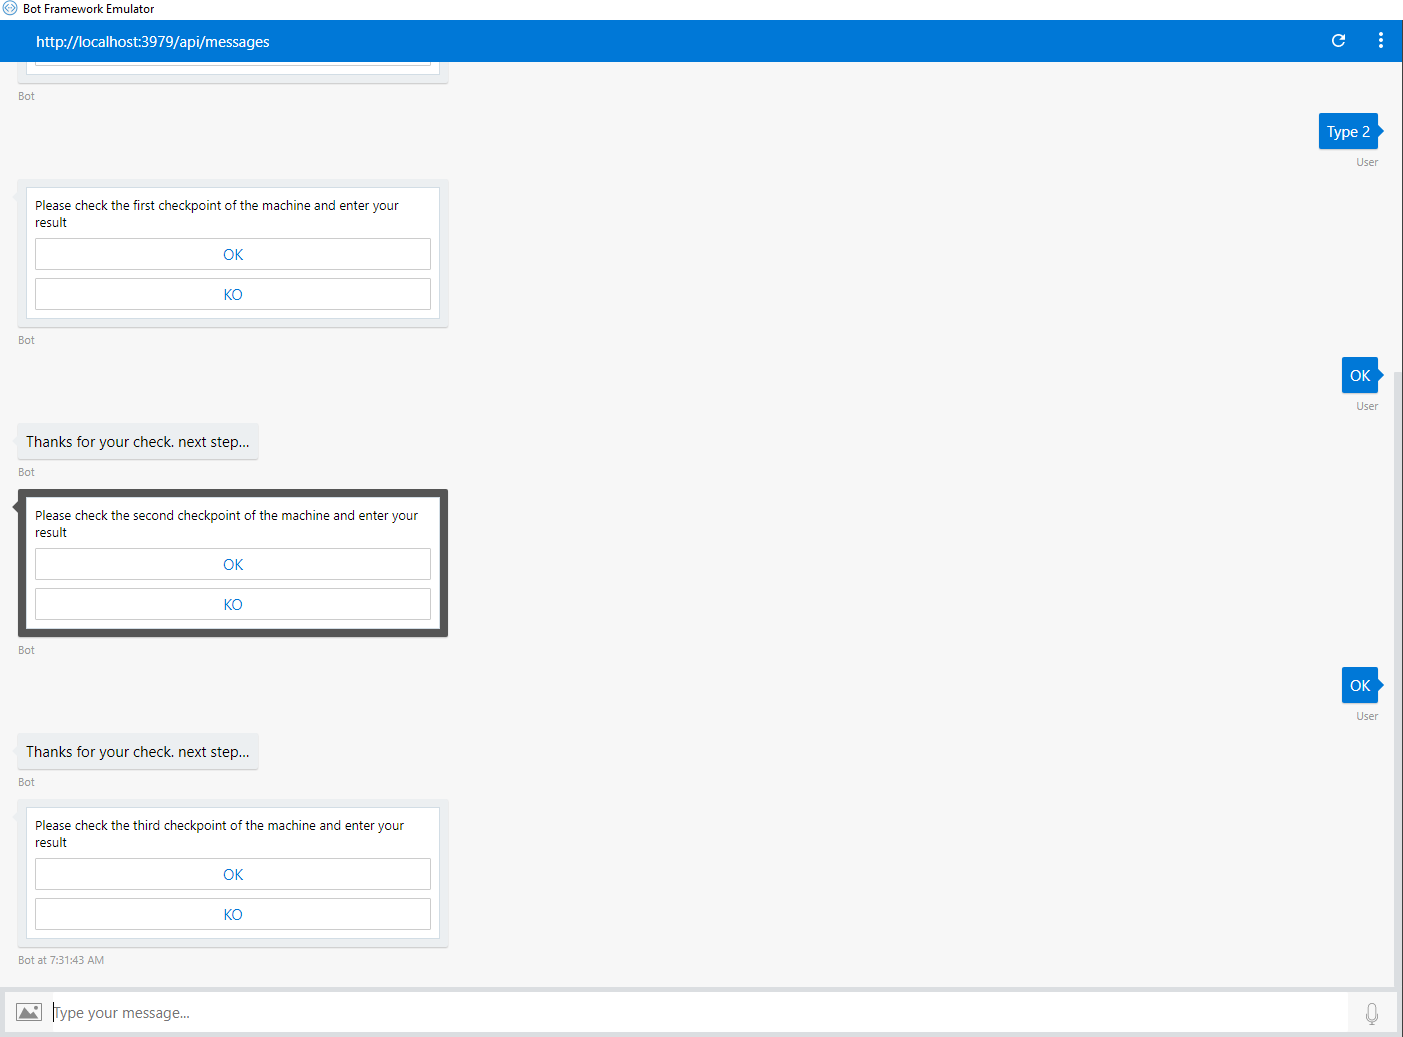 Bot Framework Emulator
http://localhost:3979/api/messages
Bot
Type 2
User
Please check the first checkpoint of the machine and enter your
result
OK
KO
Bot
OK
User
Thanks for your check. next step...
Bot
Please check the second checkpoint of the machine and enter your
result
OK
KO
Bot
OK
User
Thanks for your check. next step...
Bot
Please check the third checkpoint of the machine and enter your
result
OK
KO
Bot at 7:31:43 AM
Type your message...